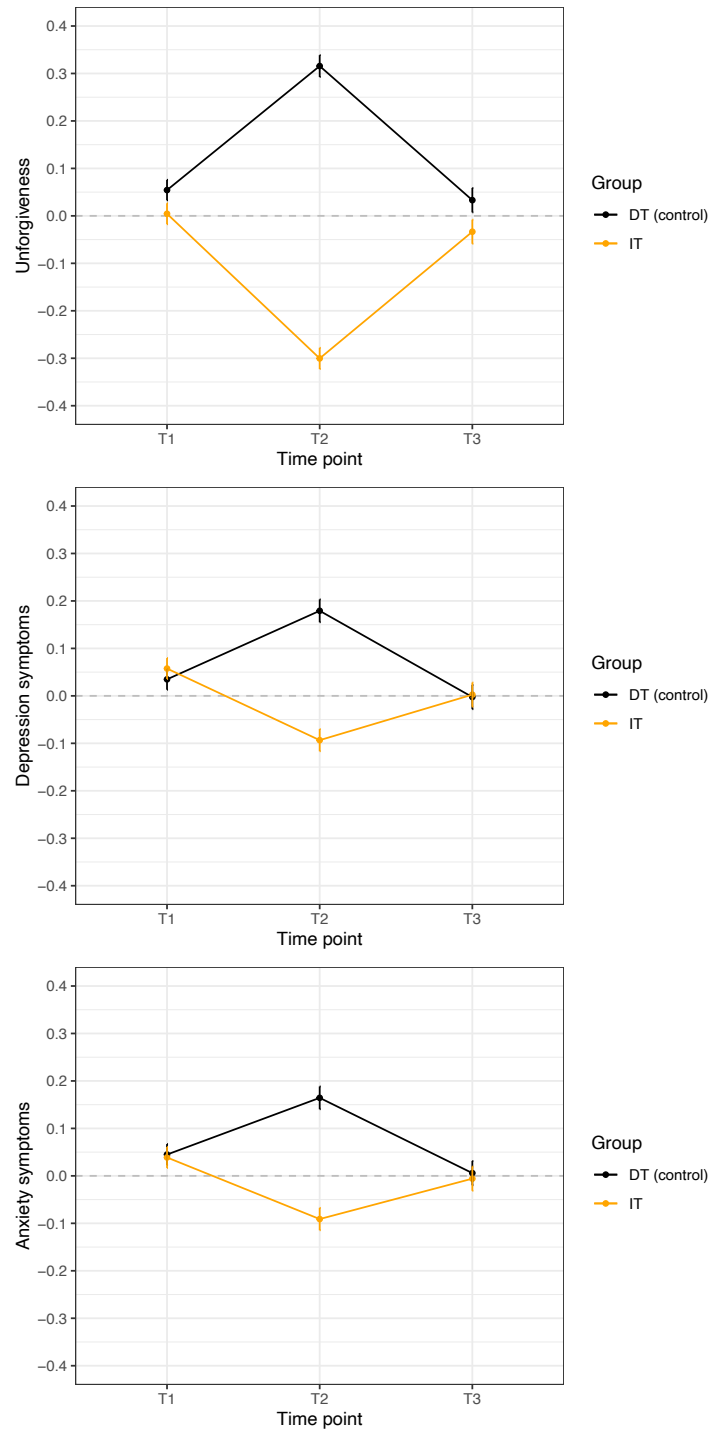 Unforgiveness
0.4
0.3
0.2
0.1
0.0
−0.1
−0.2
−0.3
−0.4
T1 T2 T3
Time point
Group
DT (control)
IT
Depression symptoms
0.4
0.3
0.2
0.1
0.0
−0.1
−0.2
−0.3
−0.4
T1 T2 T3
Time point
Group
DT (control)
IT
Anxiety symptoms
0.4
0.3
0.2
0.1
0.0
−0.1
−0.2
−0.3
−0.4
T1 T2 T3
Time point
Group
DT (control)
IT